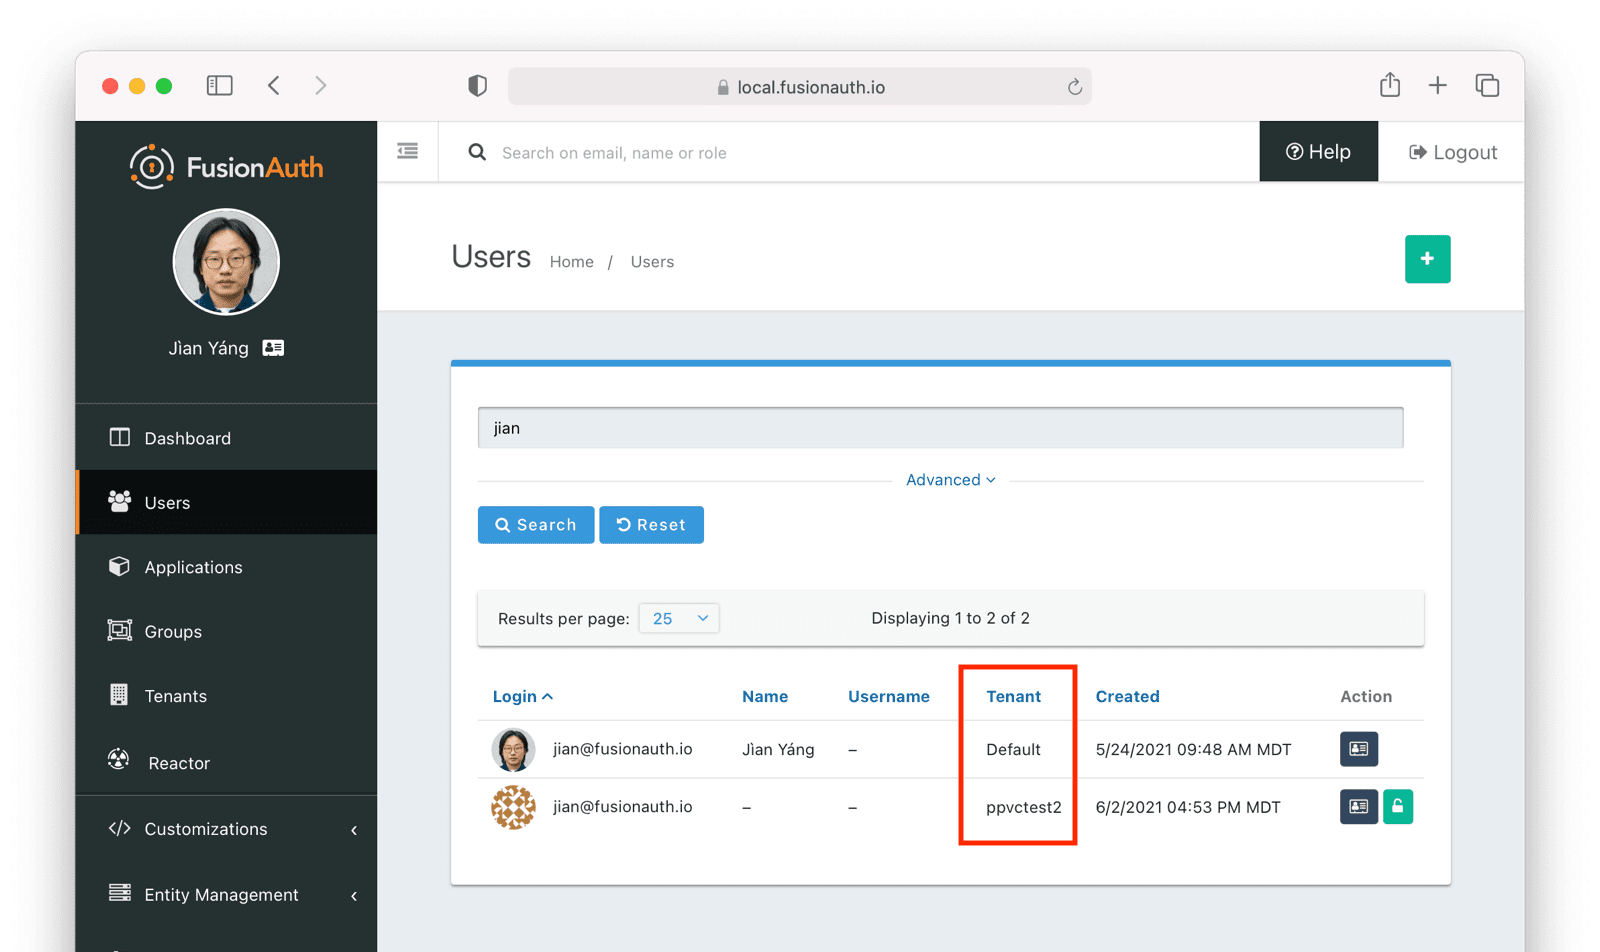 local.fusionauth.io
FusionAuth
Search on email, name or role
Help
Logout
Users Home / Users
+
Jìan Yáng
Dashboard
Users
Applications
Groups
Tenants
Reactor
Customizations
Entity Management
jian
Advanced
Search Reset
Results per page: 25 Displaying 1 to 2 of 2
Login Name Username Tenant Created Action
jian@fusionauth.io Jìan Yáng – Default 5/24/2021 09:48 AM MDT
jian@fusionauth.io – – ppvctest2 6/2/2021 04:53 PM MDT